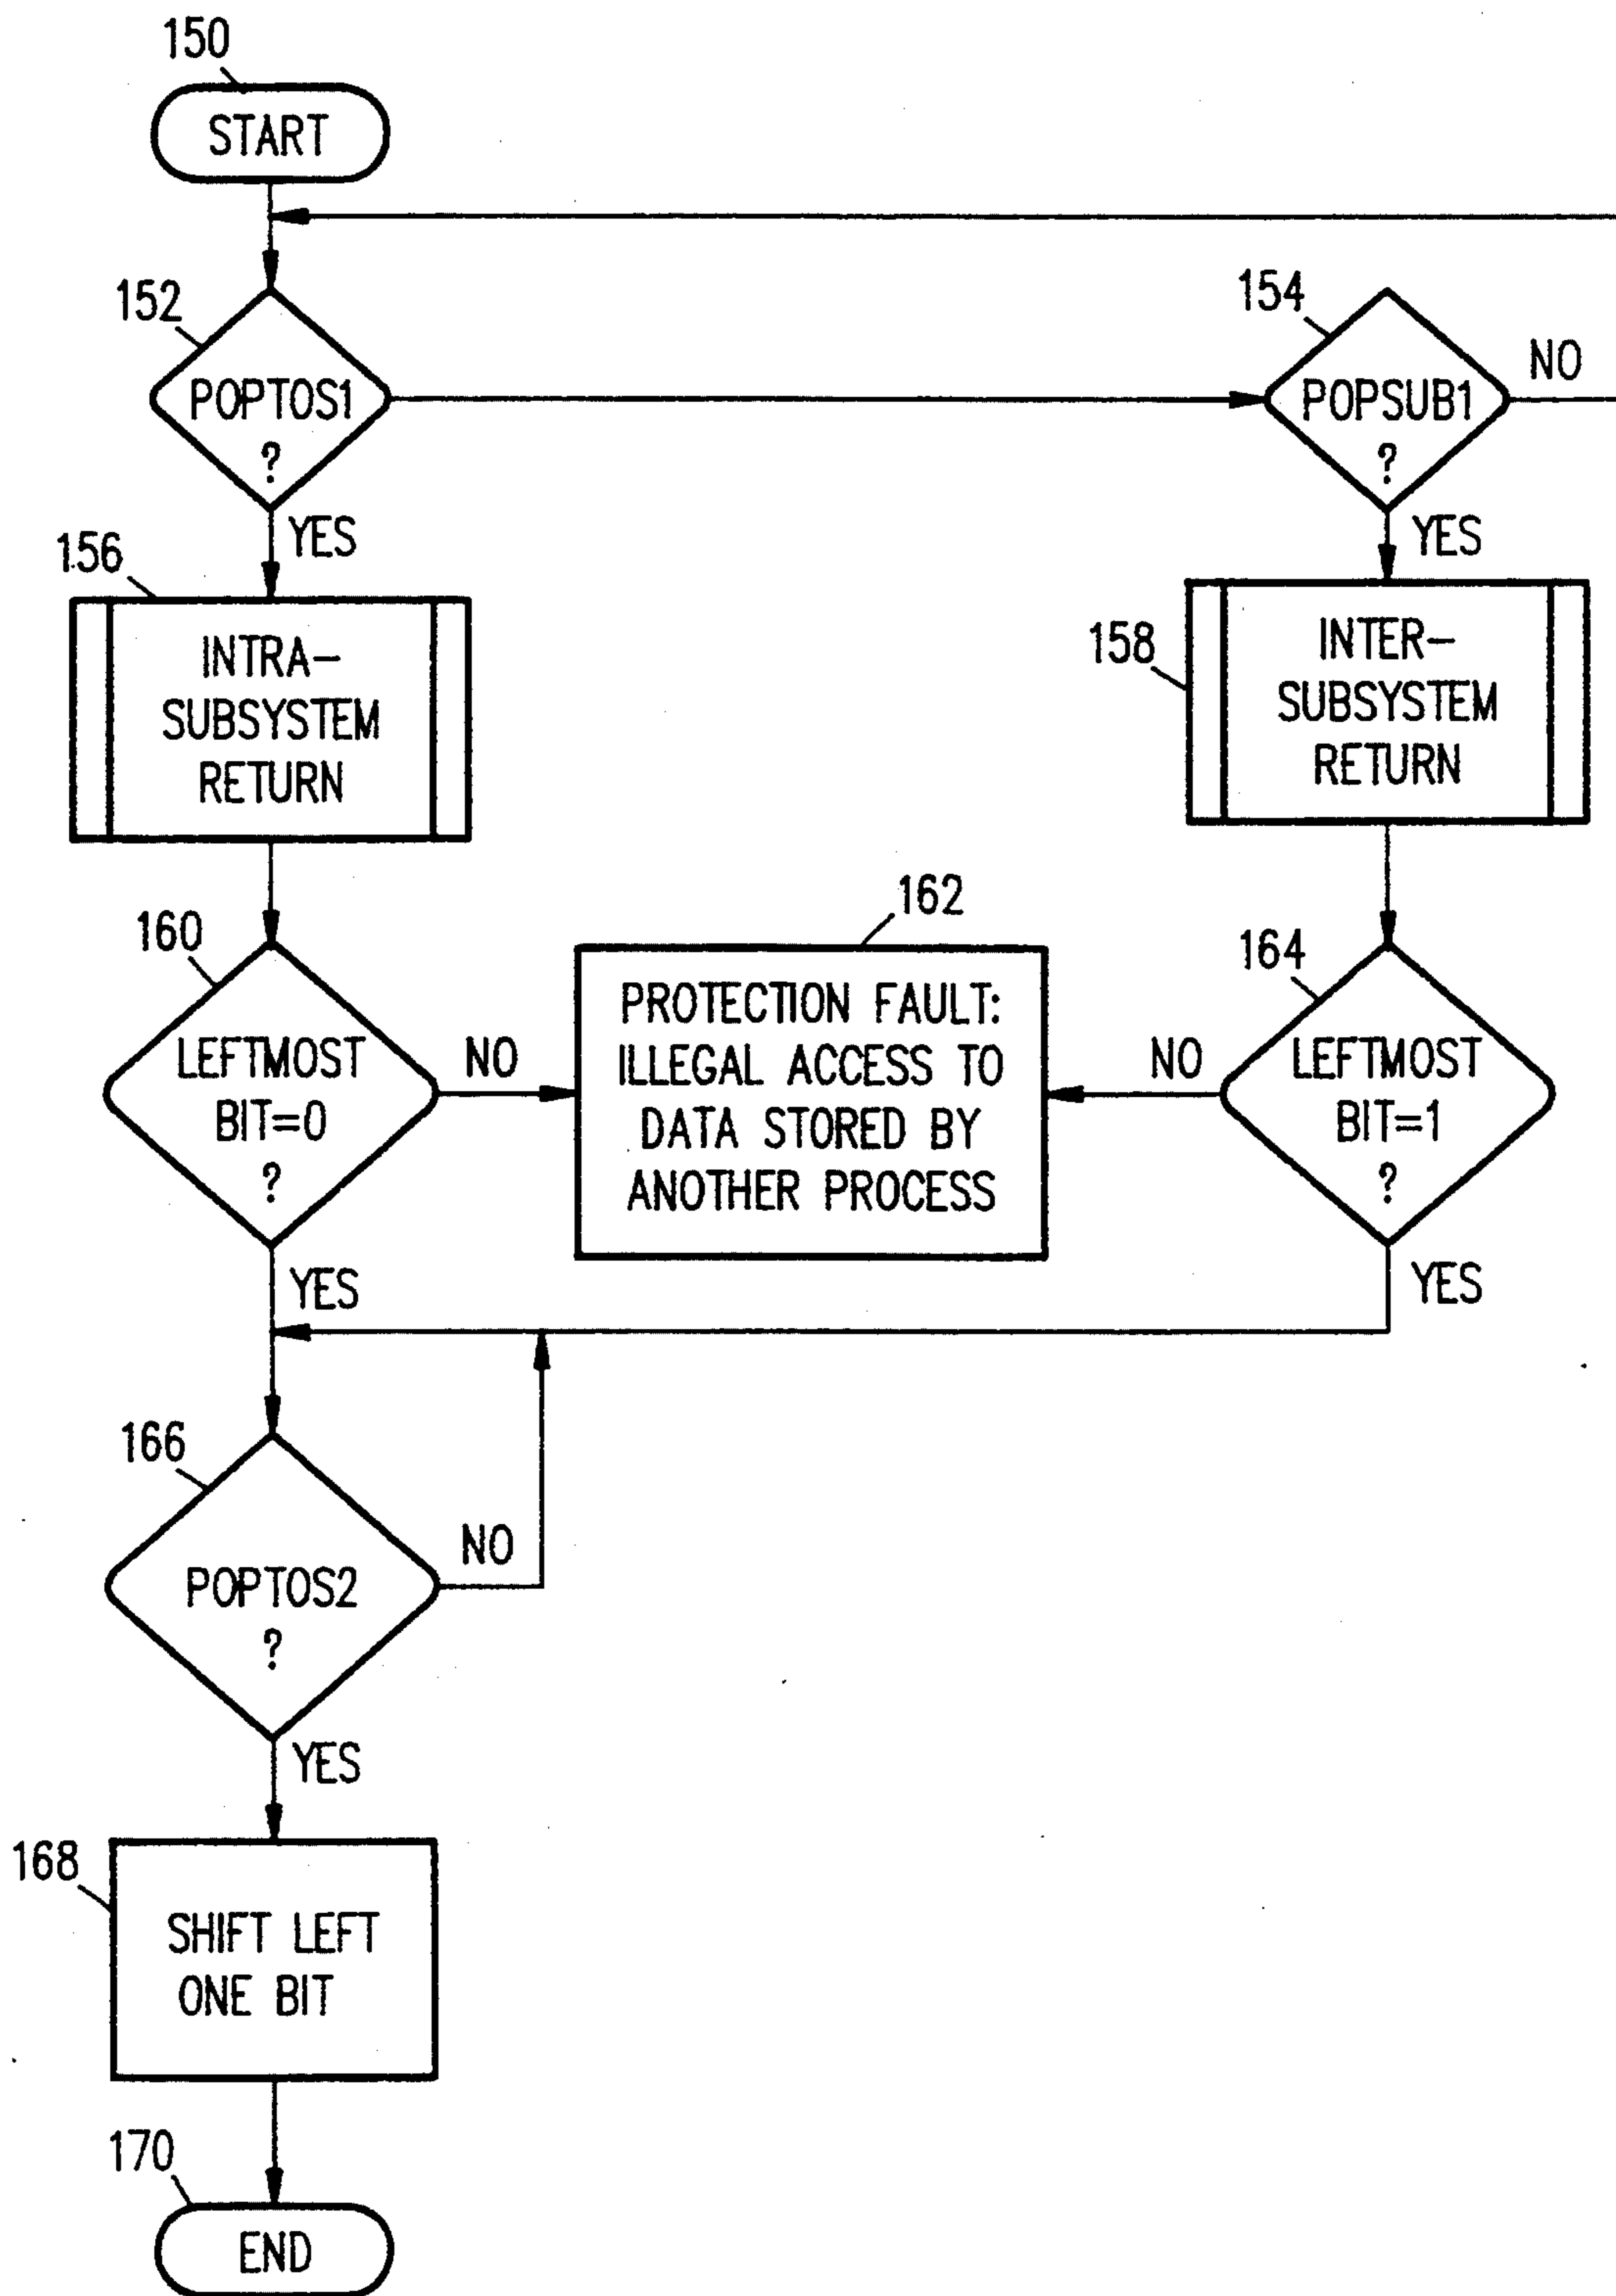 150
START
152
POPTOS1
?
154
POPSUB1
?
NO
YES
YES
156
INTRA-
SUBSYSTEM
RETURN
158
INTER-
SUBSYSTEM
RETURN
160
LEFTMOST
BIT=0
?
NO
162
PROTECTION FAULT:
ILLEGAL ACCESS TO
DATA STORED BY
ANOTHER PROCESS
164
NO
LEFTMOST
BIT=1
?
YES
YES
166
POPTOS2
?
NO
YES
168
SHIFT LEFT
ONE BIT
170
END